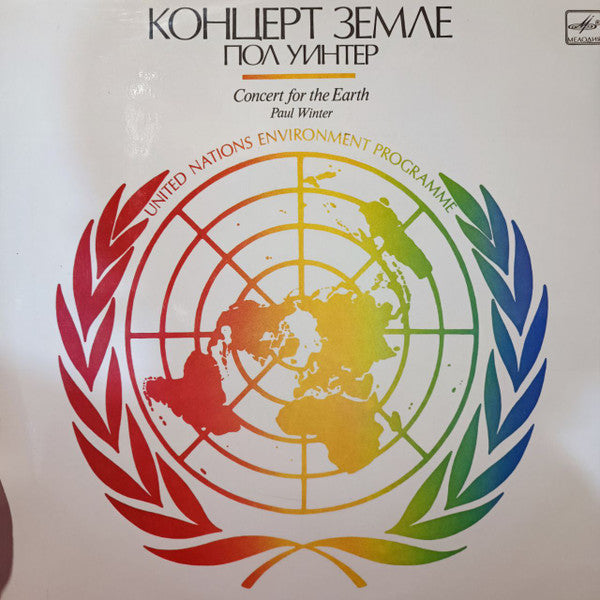 КОНЦЕРТ ЗЕМЛЕ
ПОЛ УИНТЕР
МЕЛОДИЯ
Concert for the Earth
Paul Winter
UNITED NATIONS ENVIRONMENT PROGRAMME